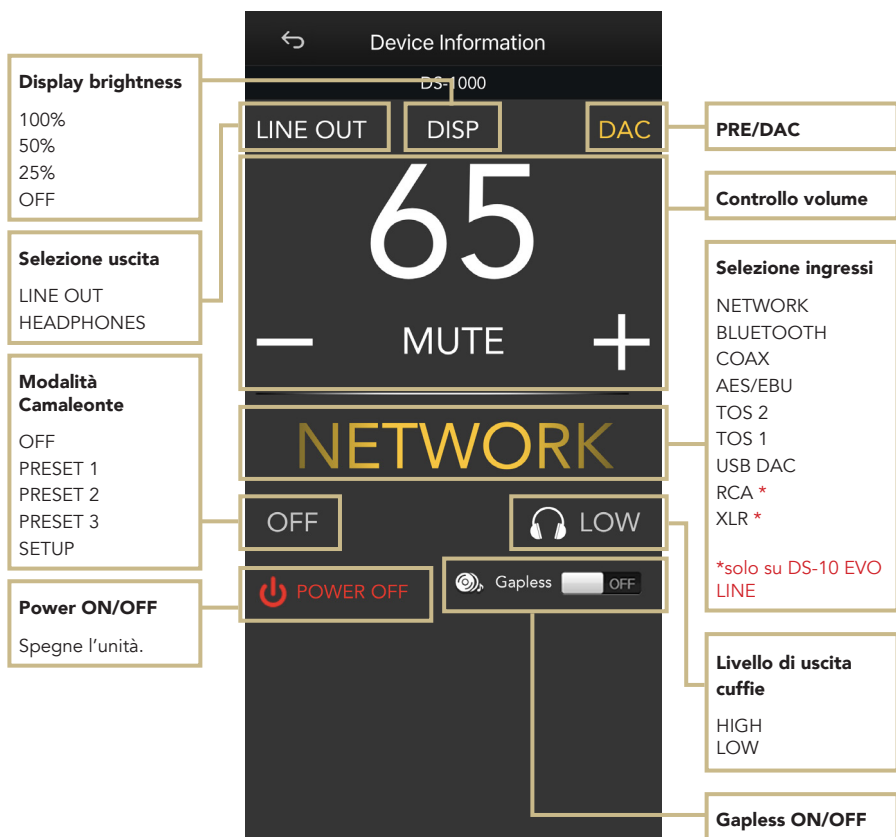 Device Information
DS-1000
LINE OUT
DISP
DAC
65
MUTE
NETWORK
OFF
LOW
POWER OFF
Gapless
OFF
Display brightness
100%
50%
25%
OFF
Selezione uscita
LINE OUT
HEADPHONES
Modalità
Camaleonte
OFF
PRESET 1
PRESET 2
PRESET 3
SETUP
Power ON/OFF
Spegne l'unità.
PRE/DAC
Controllo volume
Selezione ingressi
NETWORK
BLUETOOTH
COAX
AES/EBU
TOS 2
TOS 1
USB DAC
RCA *
XLR *
*solo su DS-10 EVO
LINE
Livello di uscita
cuffie
HIGH
LOW
Gapless ON/OFF